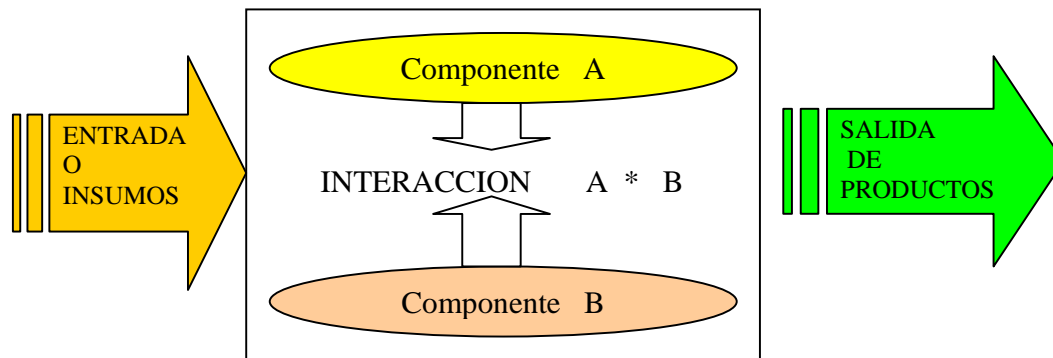 Componente A
ENTRADA
O
INSUMOS
INTERACCION A * B
SALIDA
DE
PRODUCTOS
Componente B